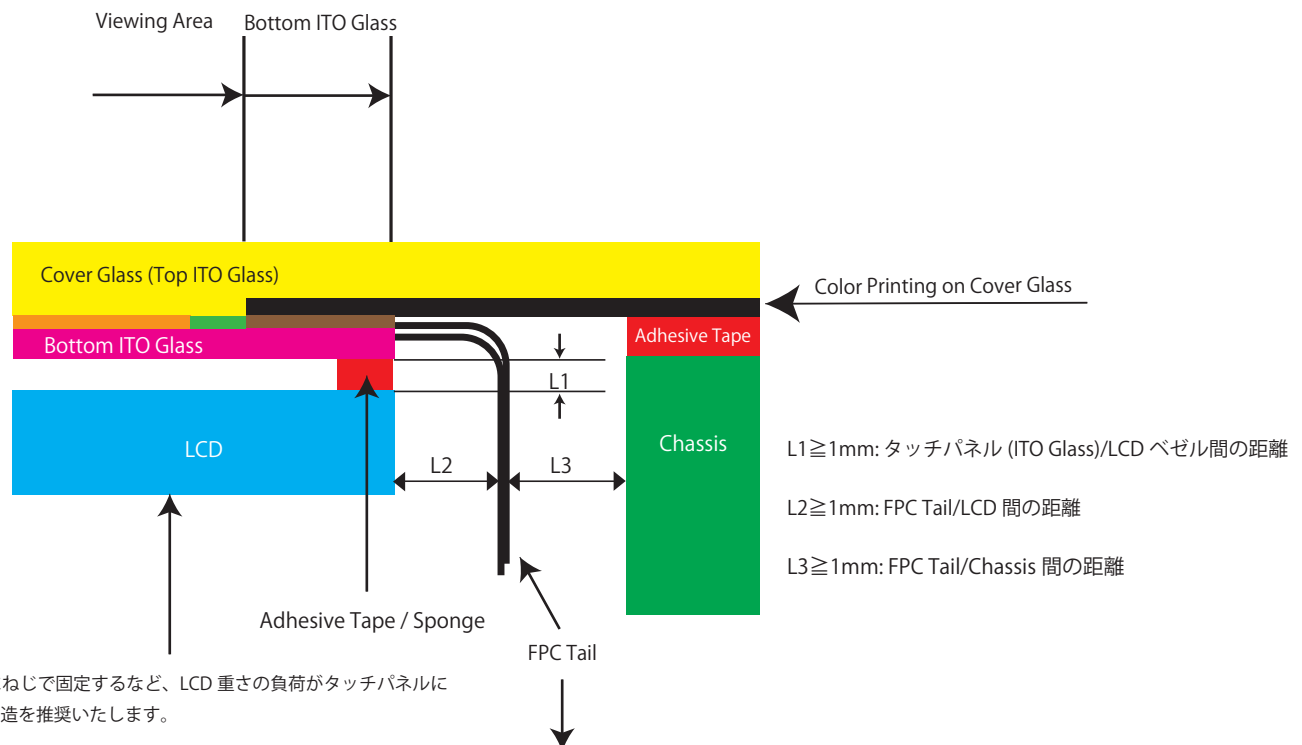 Viewing Area
Bottom ITO Glass
Cover Glass (Top ITO Glass)
Color Printing on Cover Glass
Bottom ITO Glass
Adhesive Tape
L1
LCD
Chassis
L2
L3
L1≧1mm: タッチパネル (ITO Glass)/LCD ベゼル間の距離
L2≧1mm: FPC Tail/LCD 間の距離
L3≧1mm: FPC Tail/Chassis 間の距離
Adhesive Tape / Sponge
FPC Tail
ねじで固定するなど、LCD 重さの負荷がタッチパネルに
造を推奨いたします。